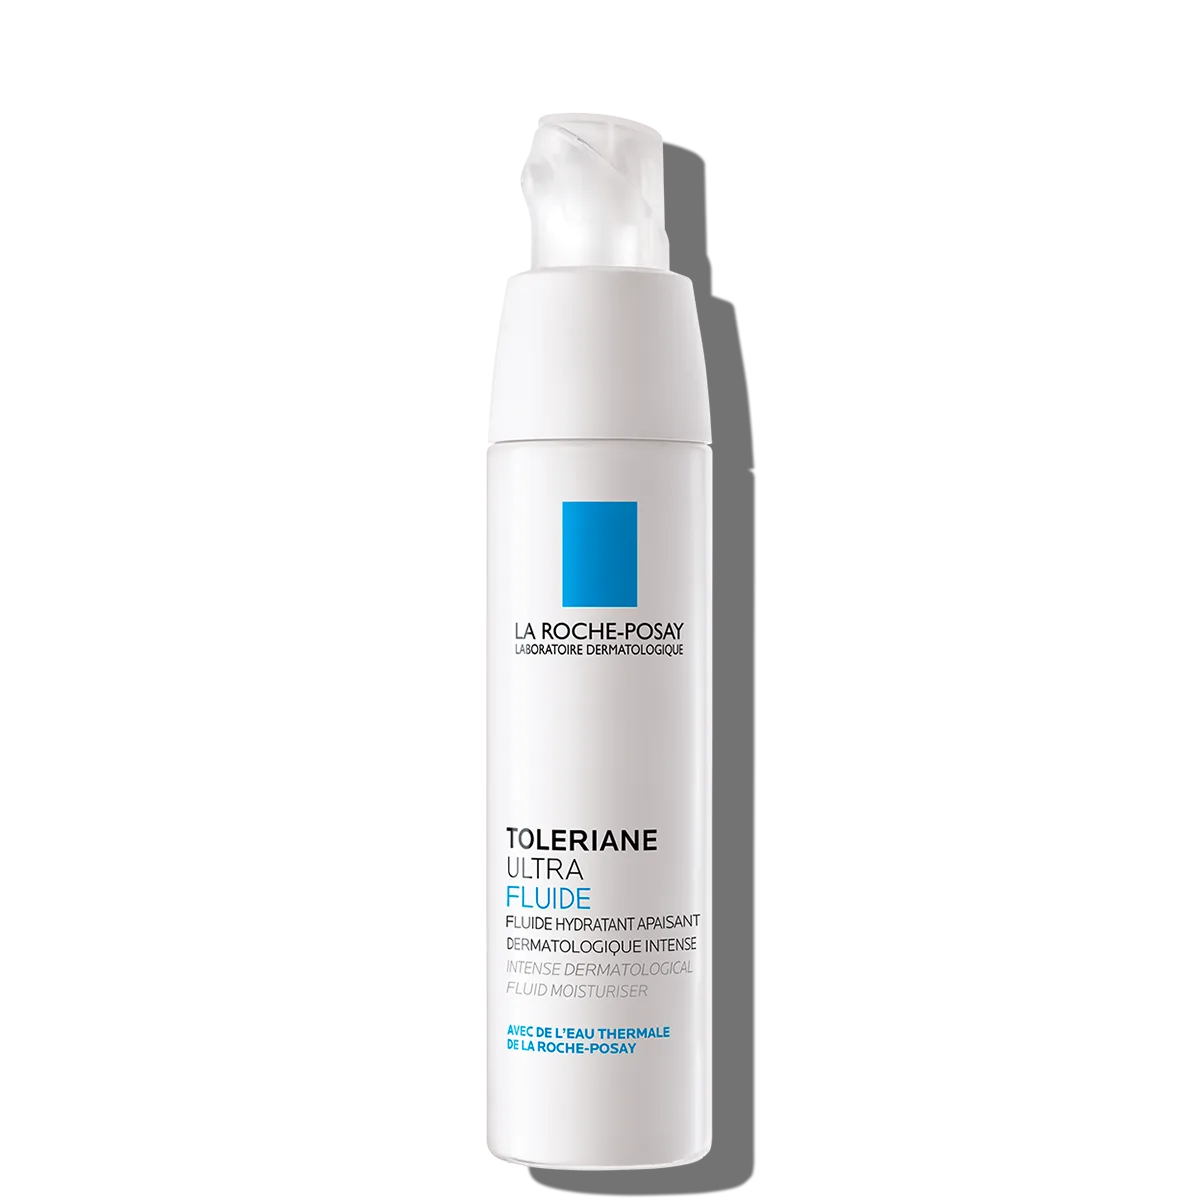 LA ROCHE-POSAY
LABORATOIRE DERMATOLOGIQUE
TOLERIANE
ULTRA
FLUIDE
FLUIDE HYDRATANT APAISANT
DERMATOLOGIQUE INTENSE
INTENSE DERMATOLOGICAL
FLUID MOISTURISER
AVEC DE L'EAU THERMALE
DE LA ROCHE-POSAY